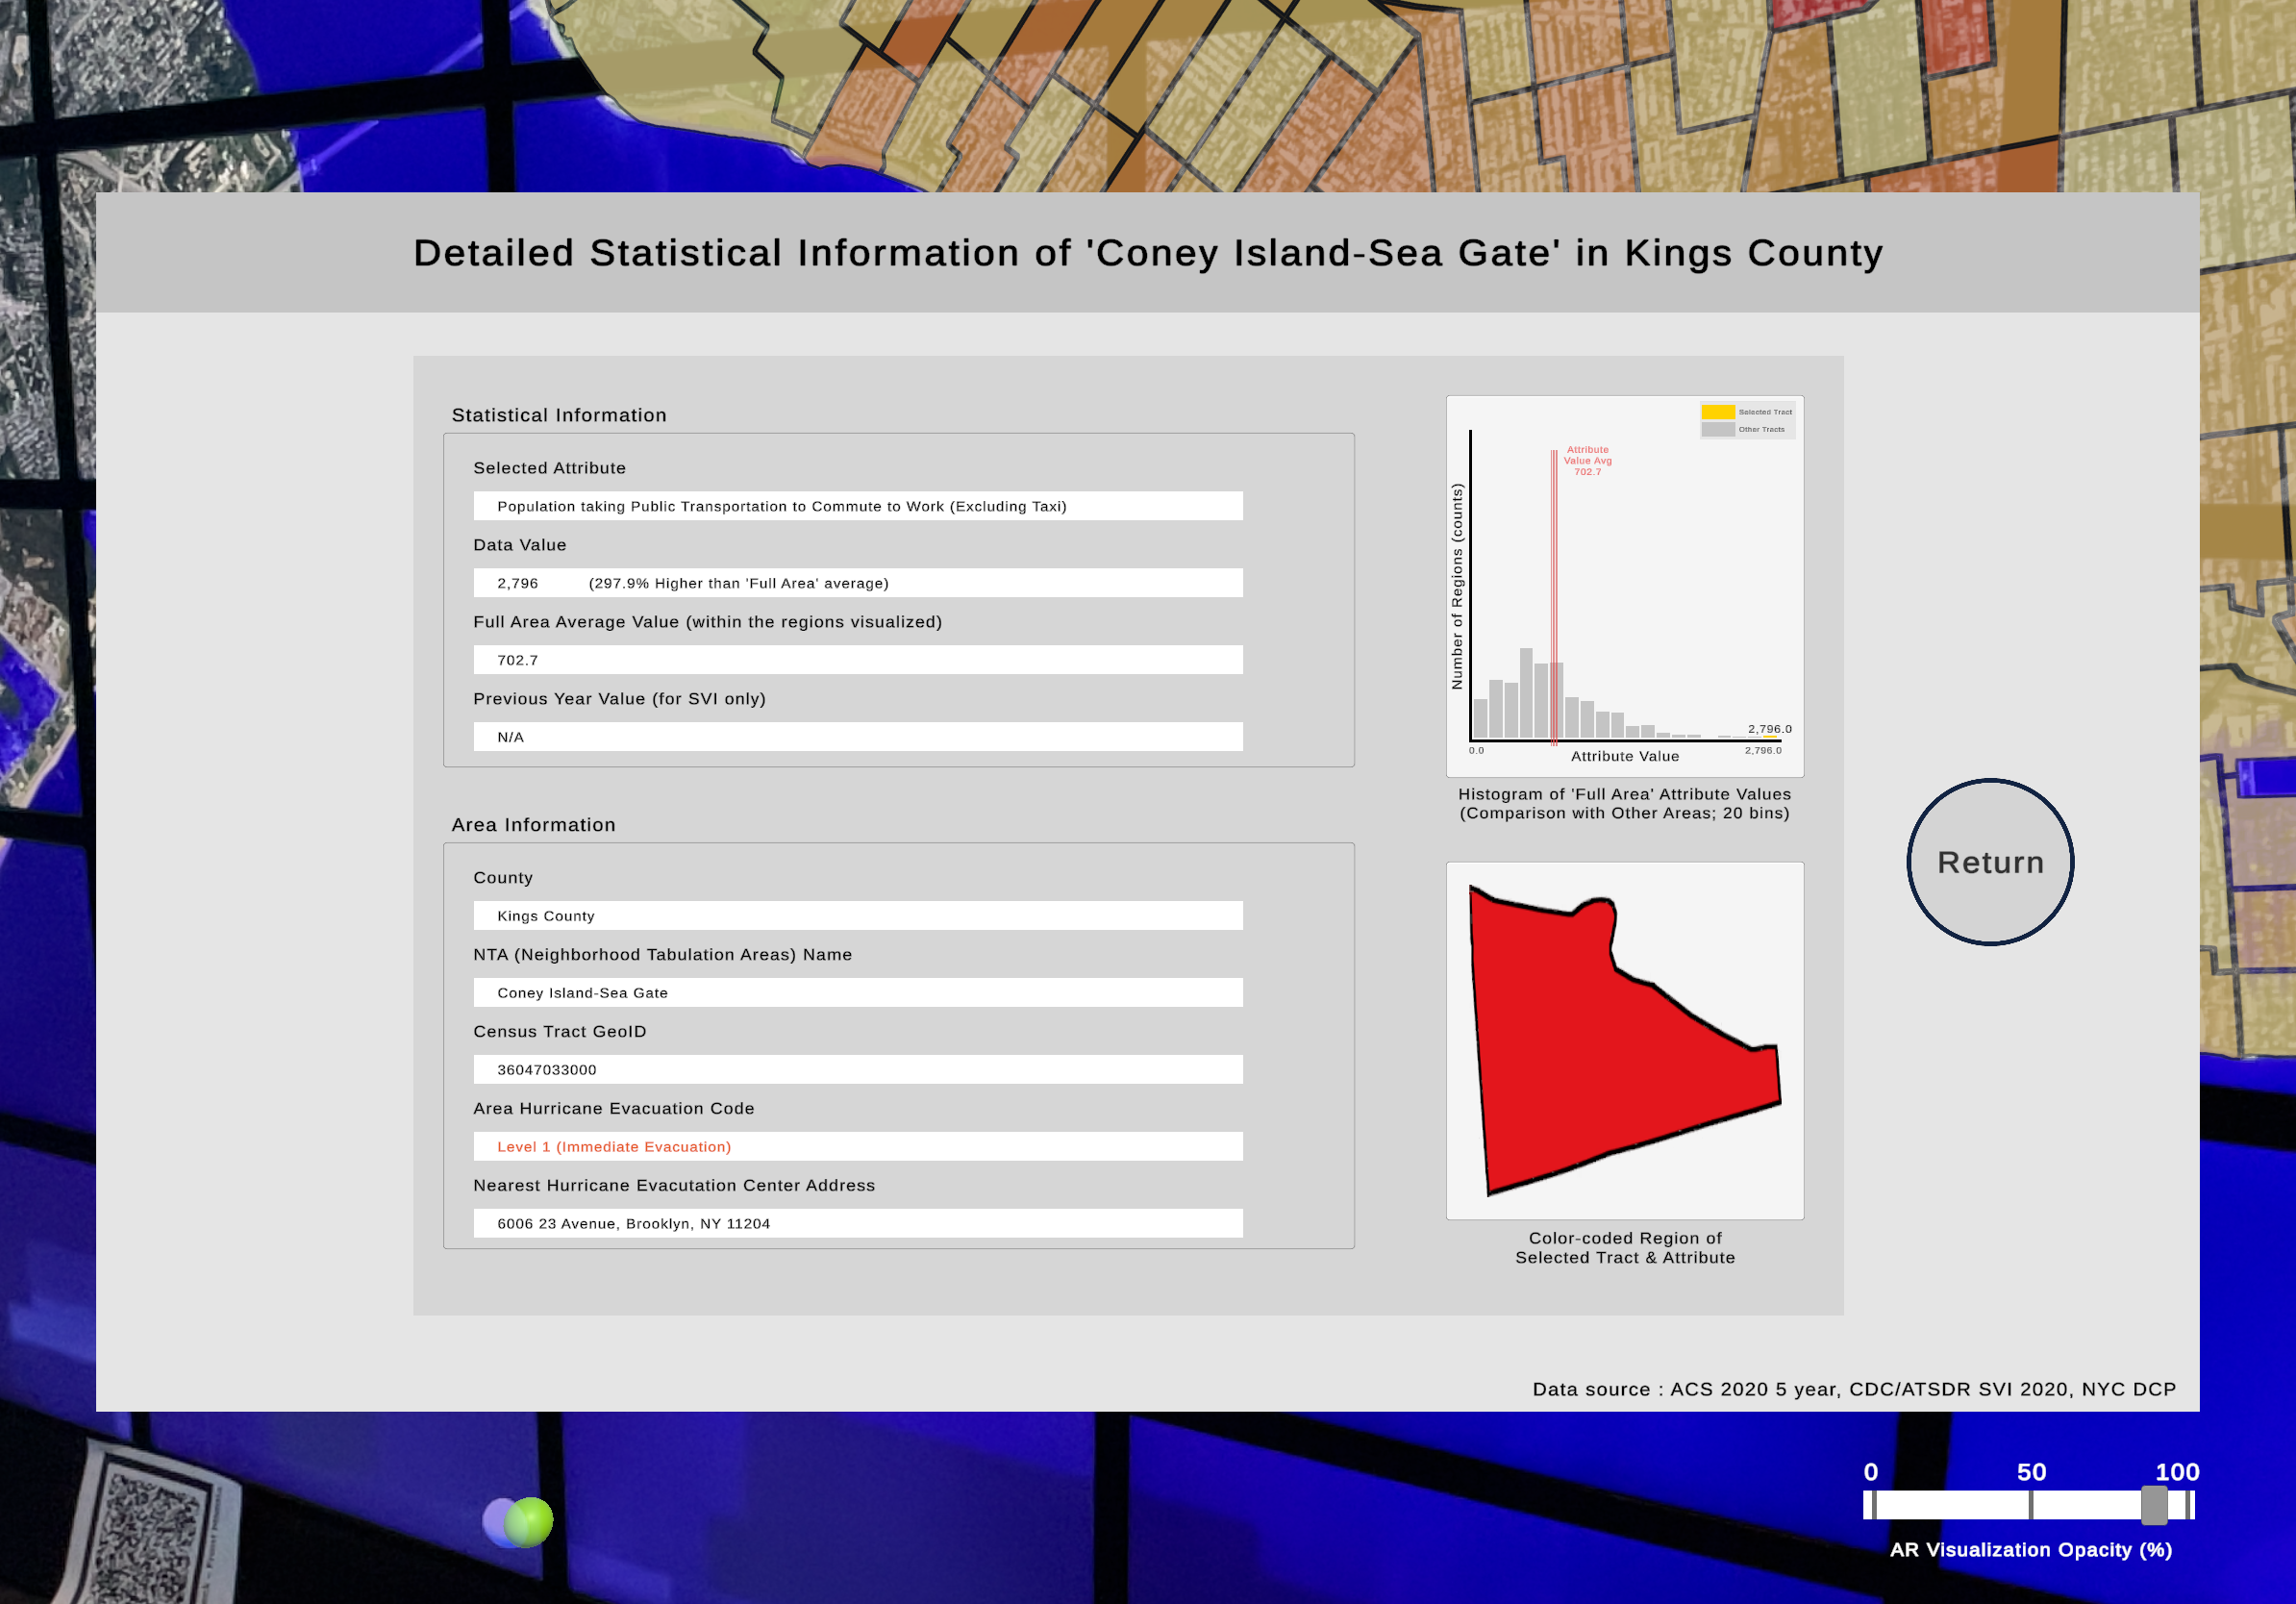 Detailed Statistical Information of 'Coney Island-Sea Gate' in Kings County
Statistical Information
Selected Attribute
Population taking Public Transportation to Commute to Work (Excluding Taxi)
Data Value
2,796 (297.9% Higher than 'Full Area' average)
Full Area Average Value (within the regions visualized)
702.7
Previous Year Value (for SVI only)
N/A
Area Information
County
Kings County
NTA (Neighborhood Tabulation Areas) Name
Coney Island-Sea Gate
Census Tract GeoID
36047033000
Area Hurricane Evacuation Code
Level 1 (Immediate Evacuation)
Nearest Hurricane Evacutation Center Address
6006 23 Avenue, Brooklyn, NY 11204
Selected Tract
Other Tracts
Attribute
Value Avg
702.7
Number of Regions (counts)
2,796.0
0.0
2,796.0
Attribute Value
Histogram of 'Full Area' Attribute Values
(Comparison with Other Areas; 20 bins)
Color-coded Region of
Selected Tract & Attribute
Return
Data source : ACS 2020 5 year, CDC/ATSDR SVI 2020, NYC DCP
0 50 100
AR Visualization Opacity (%)